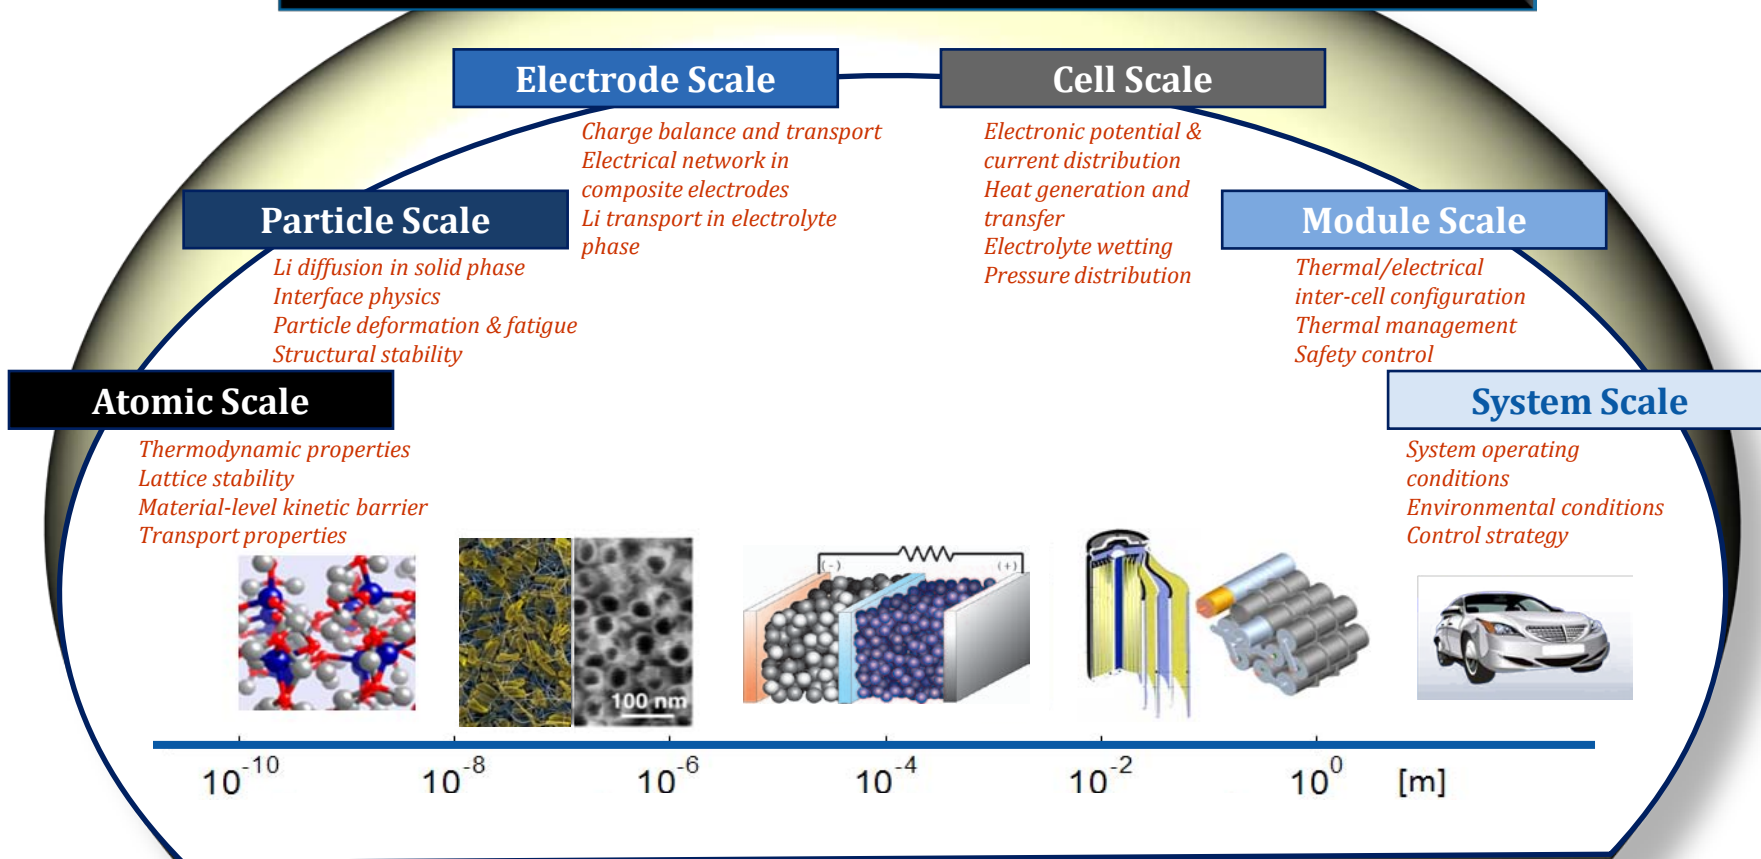 Electrode Scale
Charge balance and transport
Electrical network in
composite electrodes
Li transport in electrolyte
phase
Cell Scale
Electronic potential &
current distribution
Heat generation and
transfer
Electrolyte wetting
Pressure distribution
Particle Scale
Li diffusion in solid phase
Interface physics
Particle deformation & fatigue
Structural stability
Module Scale
Thermal/electrical
inter-cell configuration
Thermal management
Safety control
Atomic Scale
Thermodynamic properties
Lattice stability
Material-level kinetic barrier
Transport properties
System Scale
System operating
conditions
Environmental conditions
Control strategy
100 nm
(-) (+)
10⁻¹⁰ 10⁻⁸ 10⁻⁶ 10⁻⁴ 10⁻² 10⁰ [m]